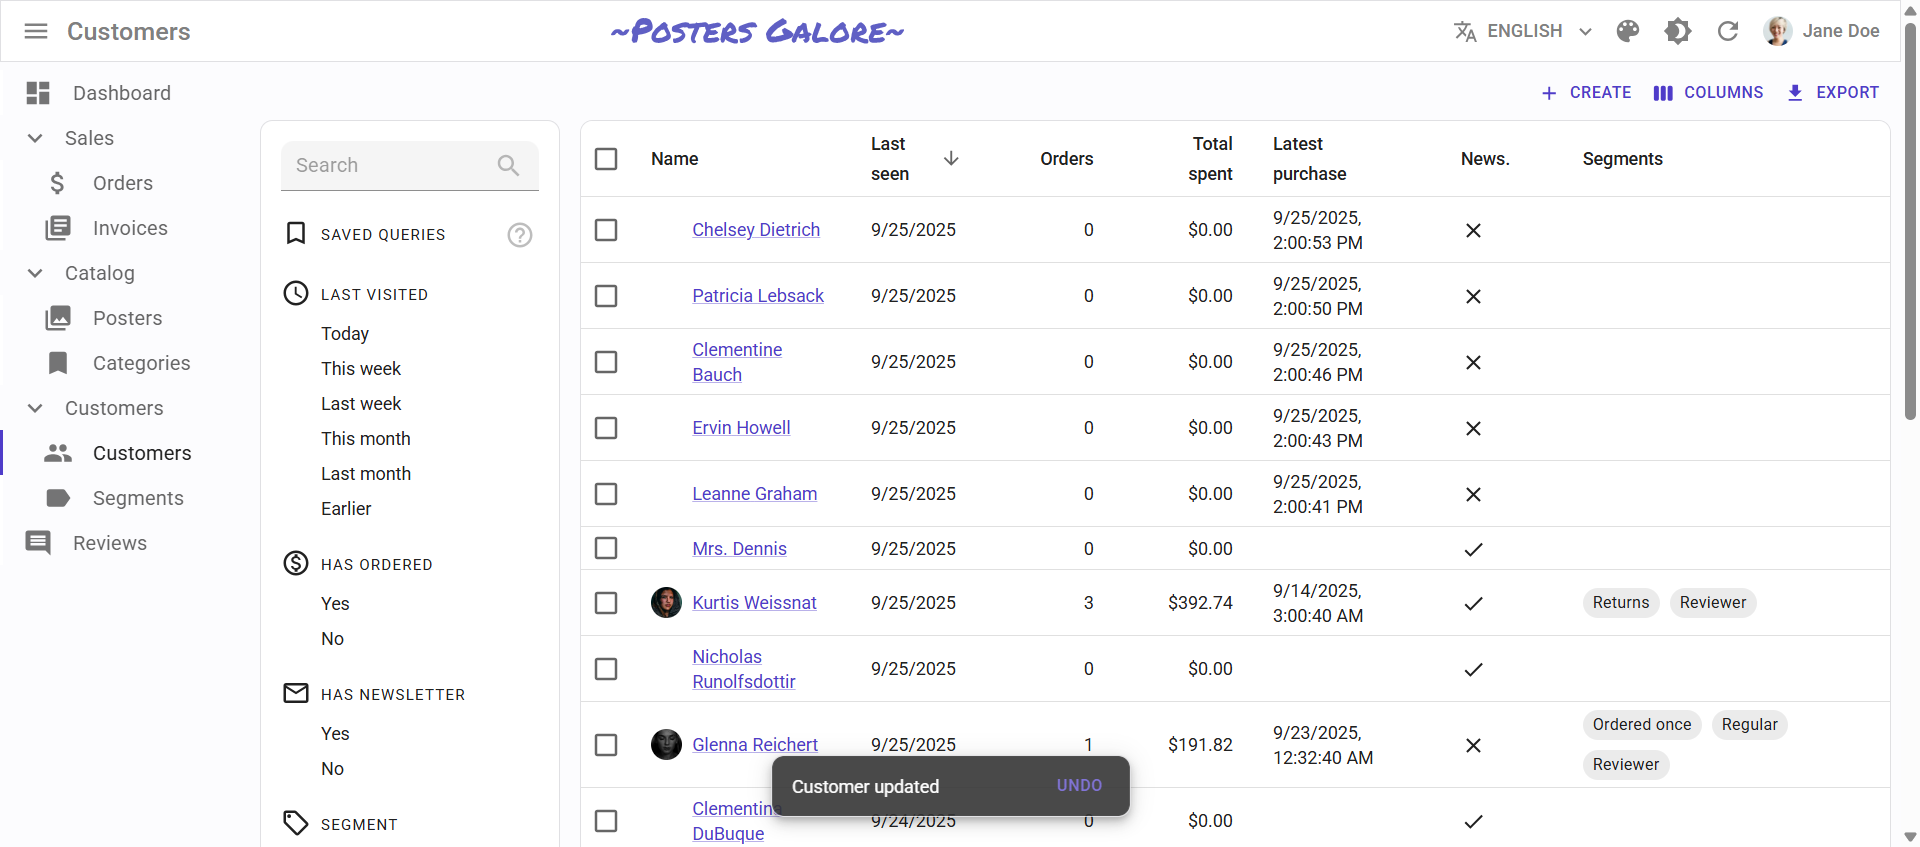 Customers
~Posters Galore~
ENGLISH
Jane Doe
Dashboard
Sales
Orders
Invoices
Catalog
Posters
Categories
Customers
Customers
Segments
Reviews
CREATE
COLUMNS
EXPORT
Search
SAVED QUERIES
LAST VISITED
Today
This week
Last week
This month
Last month
Earlier
HAS ORDERED
Yes
No
HAS NEWSLETTER
Yes
No
SEGMENT
Name
Last seen
Orders
Total spent
Latest purchase
News.
Segments
Chelsey Dietrich
9/25/2025
0
$0.00
9/25/2025,
2:00:53 PM
Patricia Lebsack
9/25/2025
0
$0.00
9/25/2025,
2:00:50 PM
Clementine
Bauch
9/25/2025
0
$0.00
9/25/2025,
2:00:46 PM
Ervin Howell
9/25/2025
0
$0.00
9/25/2025,
2:00:43 PM
Leanne Graham
9/25/2025
0
$0.00
9/25/2025,
2:00:41 PM
Mrs. Dennis
9/25/2025
0
$0.00
Kurtis Weissnat
9/25/2025
3
$392.74
9/14/2025,
3:00:40 AM
Returns
Reviewer
Nicholas
Runolfsdottir
9/25/2025
0
$0.00
Glenna Reichert
9/25/2025
1
$191.82
9/23/2025,
12:32:40 AM
Ordered once
Regular
Reviewer
Clementina
DuBuque
9/24/2025
0
$0.00
Customer updated
UNDO